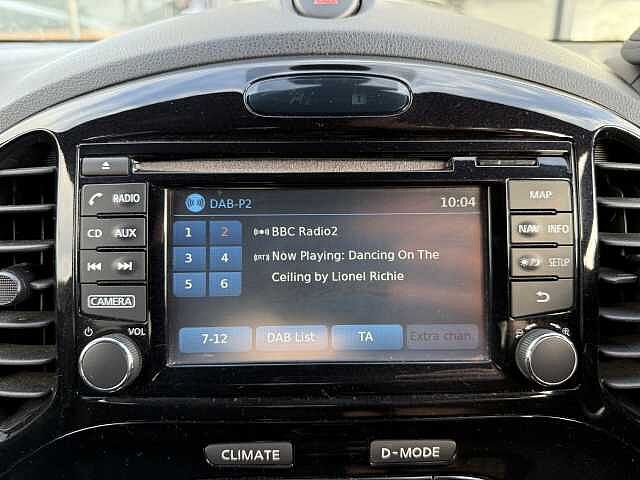 DAB-P2 10:04
RADIO
CD AUX
CAMERA
VOL
1 2
3 4
5 6
BBC Radio2
Now Playing: Dancing On The
Ceiling by Lionel Richie
7-12 DAB List TA Extra chan.
MAP
NAV INFO
SETUP
CLIMATE D-MODE